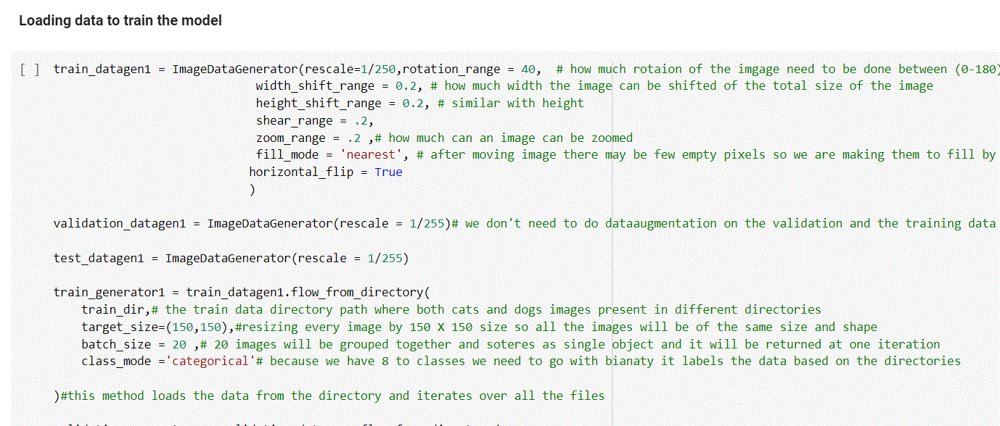 Loading data to train the model
[ ] train_datagen1 = ImageDataGenerator(rescale=1/250,rotation_range = 40,  # how much rotaion of the imgage need to be done between (0-180)
width_shift_range = 0.2, # how much width the image can be shifted of the total size of the image
height_shift_range = 0.2, # similar with height
shear_range = .2,
zoom_range = .2 ,# how much can an image can be zoomed
fill_mode = 'nearest', # after moving image there may be few empty pixels so we are making them to fill by
horizontal_flip = True
)
validation_datagen1 = ImageDataGenerator(rescale = 1/255)# we don't need to do dataaugmentation on the validation and the training data
test_datagen1 = ImageDataGenerator(rescale = 1/255)
train_generator1 = train_datagen1.flow_from_directory(
train_dir,# the train data directory path where both cats and dogs images present in different directories
target_size=(150,150),#resizing every image by 150 X 150 size so all the images will be of the same size and shape
batch_size = 20 ,# 20 images will be grouped together and soteres as single object and it will be returned at one iteration
class_mode ='categorical'# because we have 8 to classes we need to go with bianaty it labels the data based on the directories
)#this method loads the data from the directory and iterates over all the files